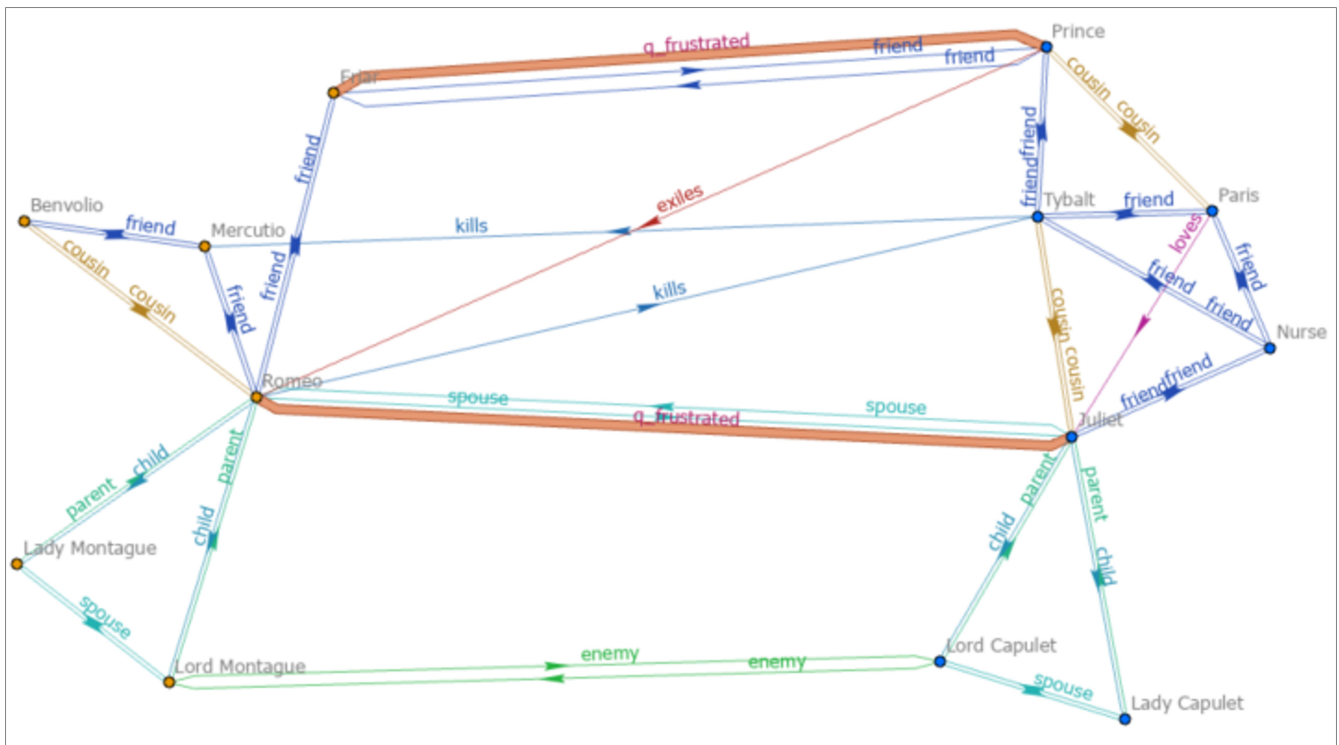 Prince
q_frustrated
friend
friend
Friar
cousin
cousin
friend
friend
friend
exiles
Benvolio
friend
Mercutio
kills
Tybalt
friend
Paris
loves
cousin
cousin
friend
friend
kills
friend
friend
friend
Nurse
cousin
cousin
Romeo
spouse
q_frustrated
spouse
Juliet
friend
friend
parent
child
parent
child
parent
child
parent
child
Lady Montague
spouse
Lord Montague
enemy
enemy
Lord Capulet
spouse
Lady Capulet